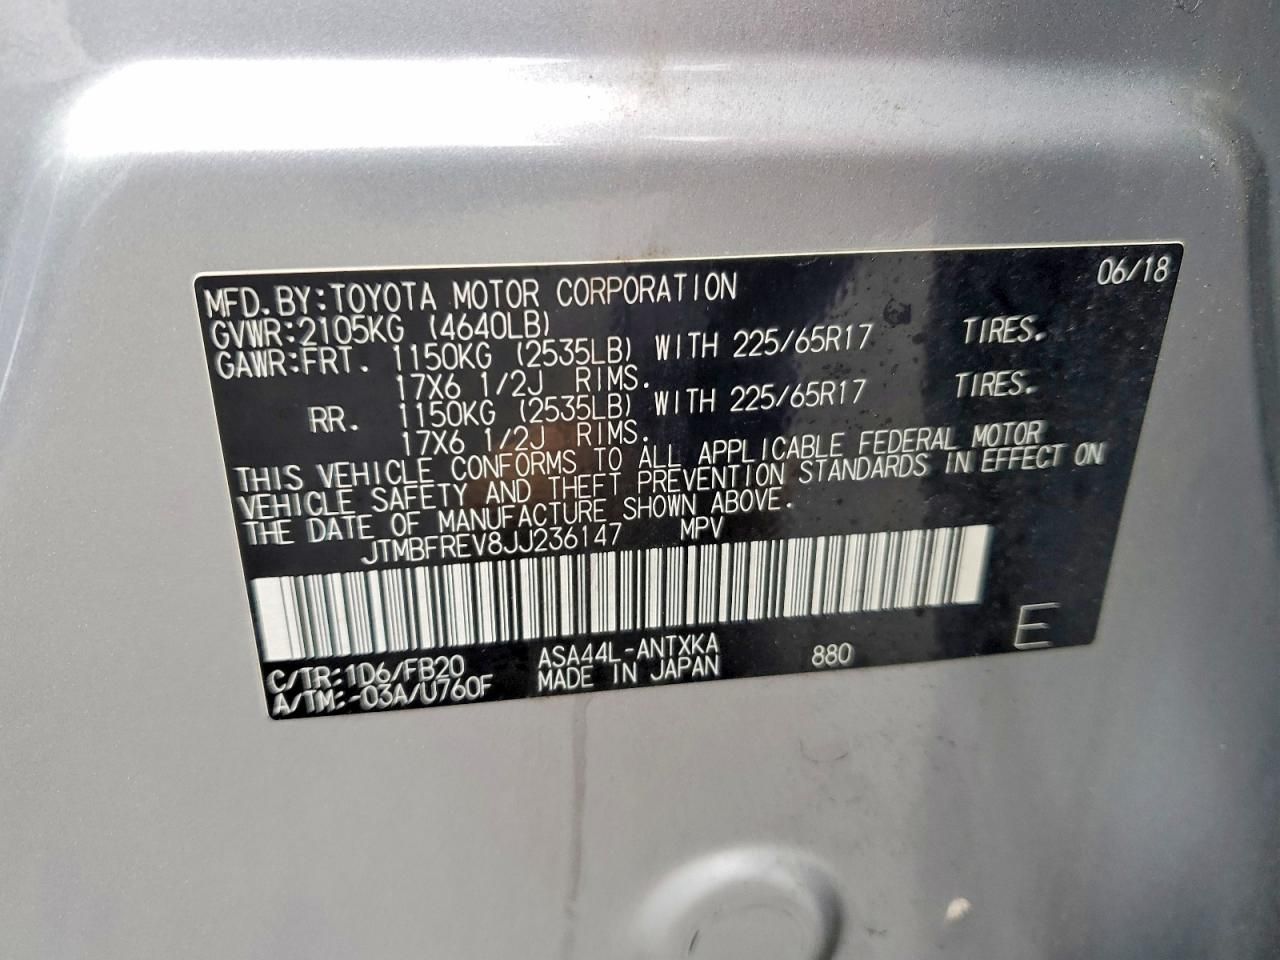 06/18
MFD. BY:TOYOTA MOTOR CORPORATION
GVWR:2105KG (4640LB)
GAWR:FRT. 1150KG (2535LB) WITH 225/65R17 TIRES.
17X6 1/2J RIMS.
RR. 1150KG (2535LB) WITH 225/65R17 TIRES.
17X6 1/2J RIMS.
THIS VEHICLE CONFORMS TO ALL APPLICABLE FEDERAL MOTOR
VEHICLE SAFETY AND THEFT PREVENTION STANDARDS IN EFFECT ON
THE DATE OF MANUFACTURE SHOWN ABOVE.
JTMBFREV8JJ236147 MPV
C/TR:1D6/FB20 ASA44L-ANTXKA 880 E
A/TM:-03A/U760F MADE IN JAPAN